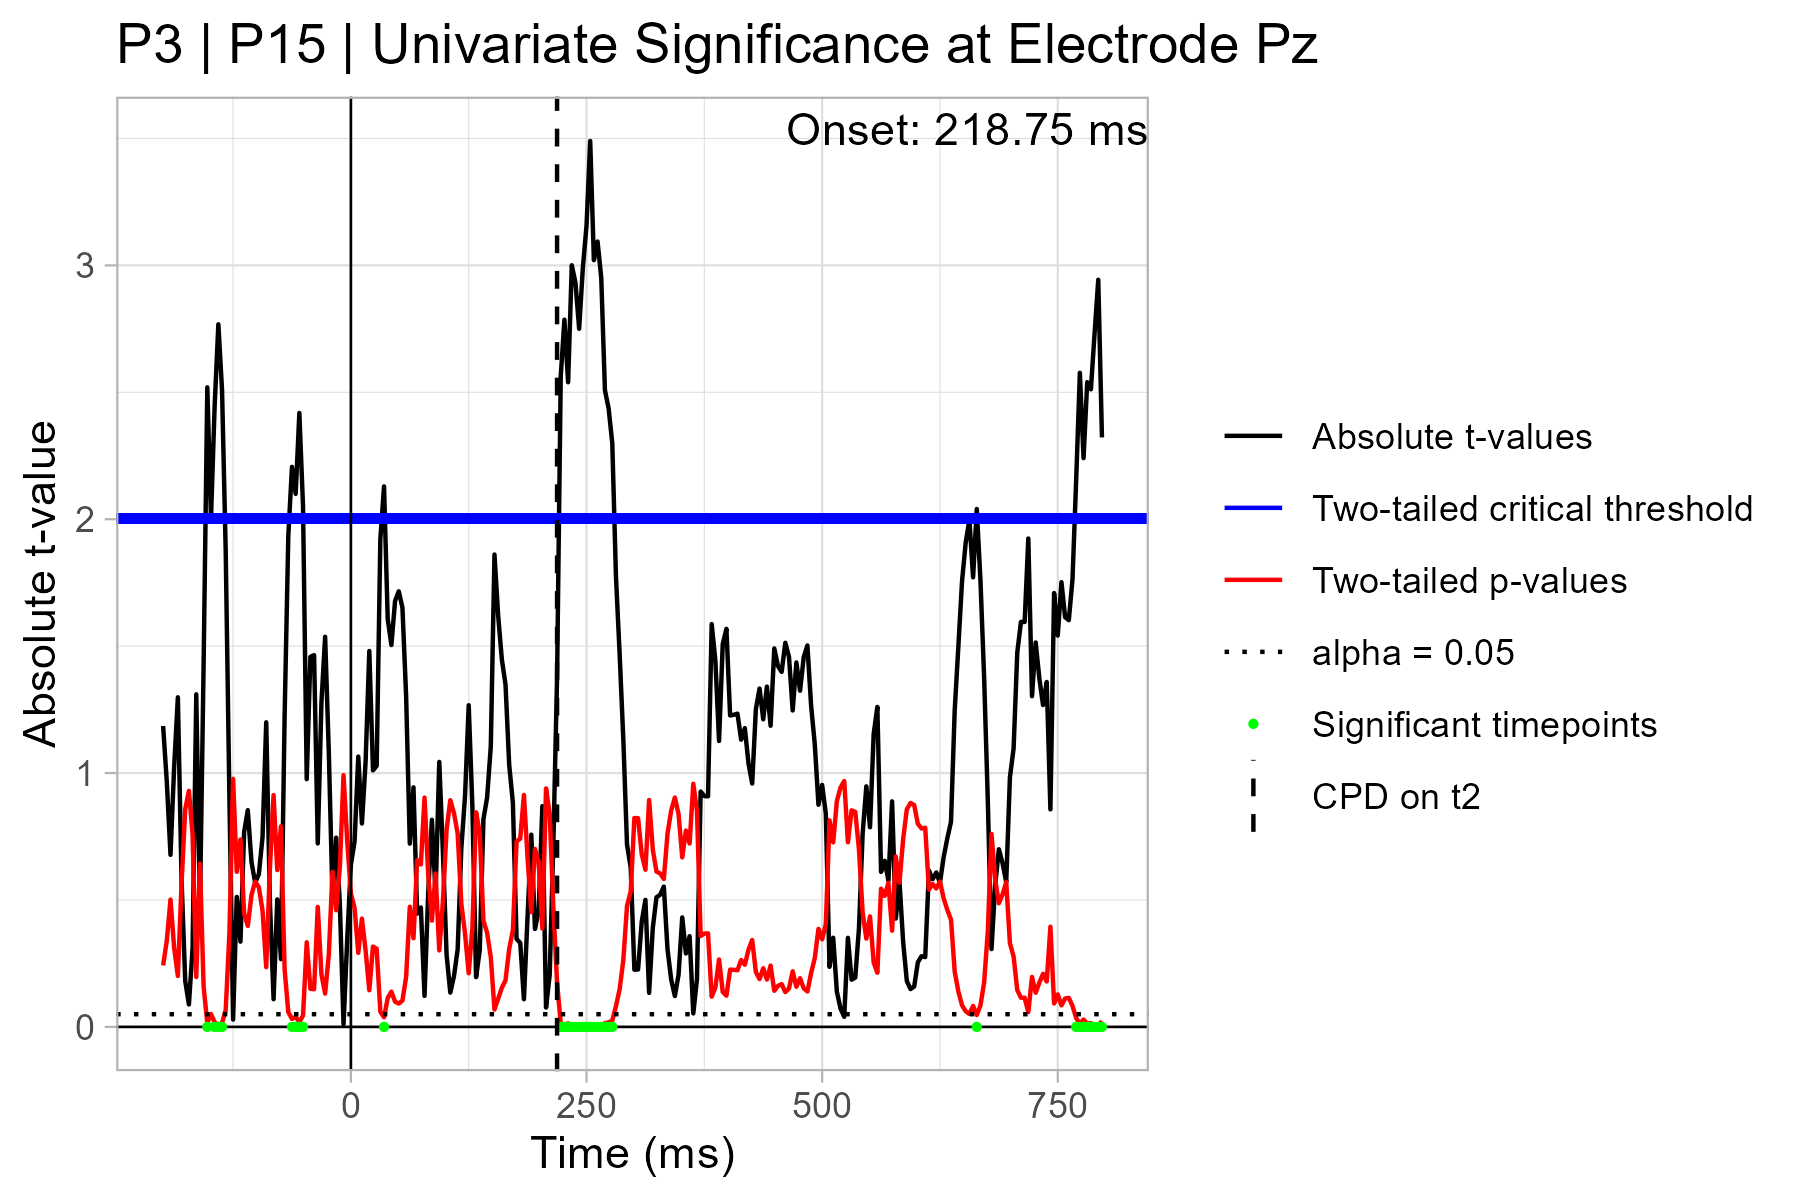 P3 | P15 | Univariate Significance at Electrode Pz
Onset: 218.75 ms
Absolute t-value
3
2
1
0
0
250
500
750
Time (ms)
Absolute t-values
Two-tailed critical threshold
Two-tailed p-values
alpha = 0.05
Significant timepoints
CPD on t2